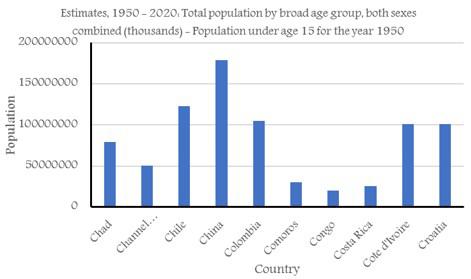 Estimates, 1950 - 2020: Total population by broad age group, both sexes
combined (thousands) - Population under age 15 for the year 1950
200000000
150000000
100000000
50000000
0
Population
Chad
Channel...
Chile
China
Colombia
Comoros
Congo
Costa Rica
Cote d'Ivoire
Croatia
Country